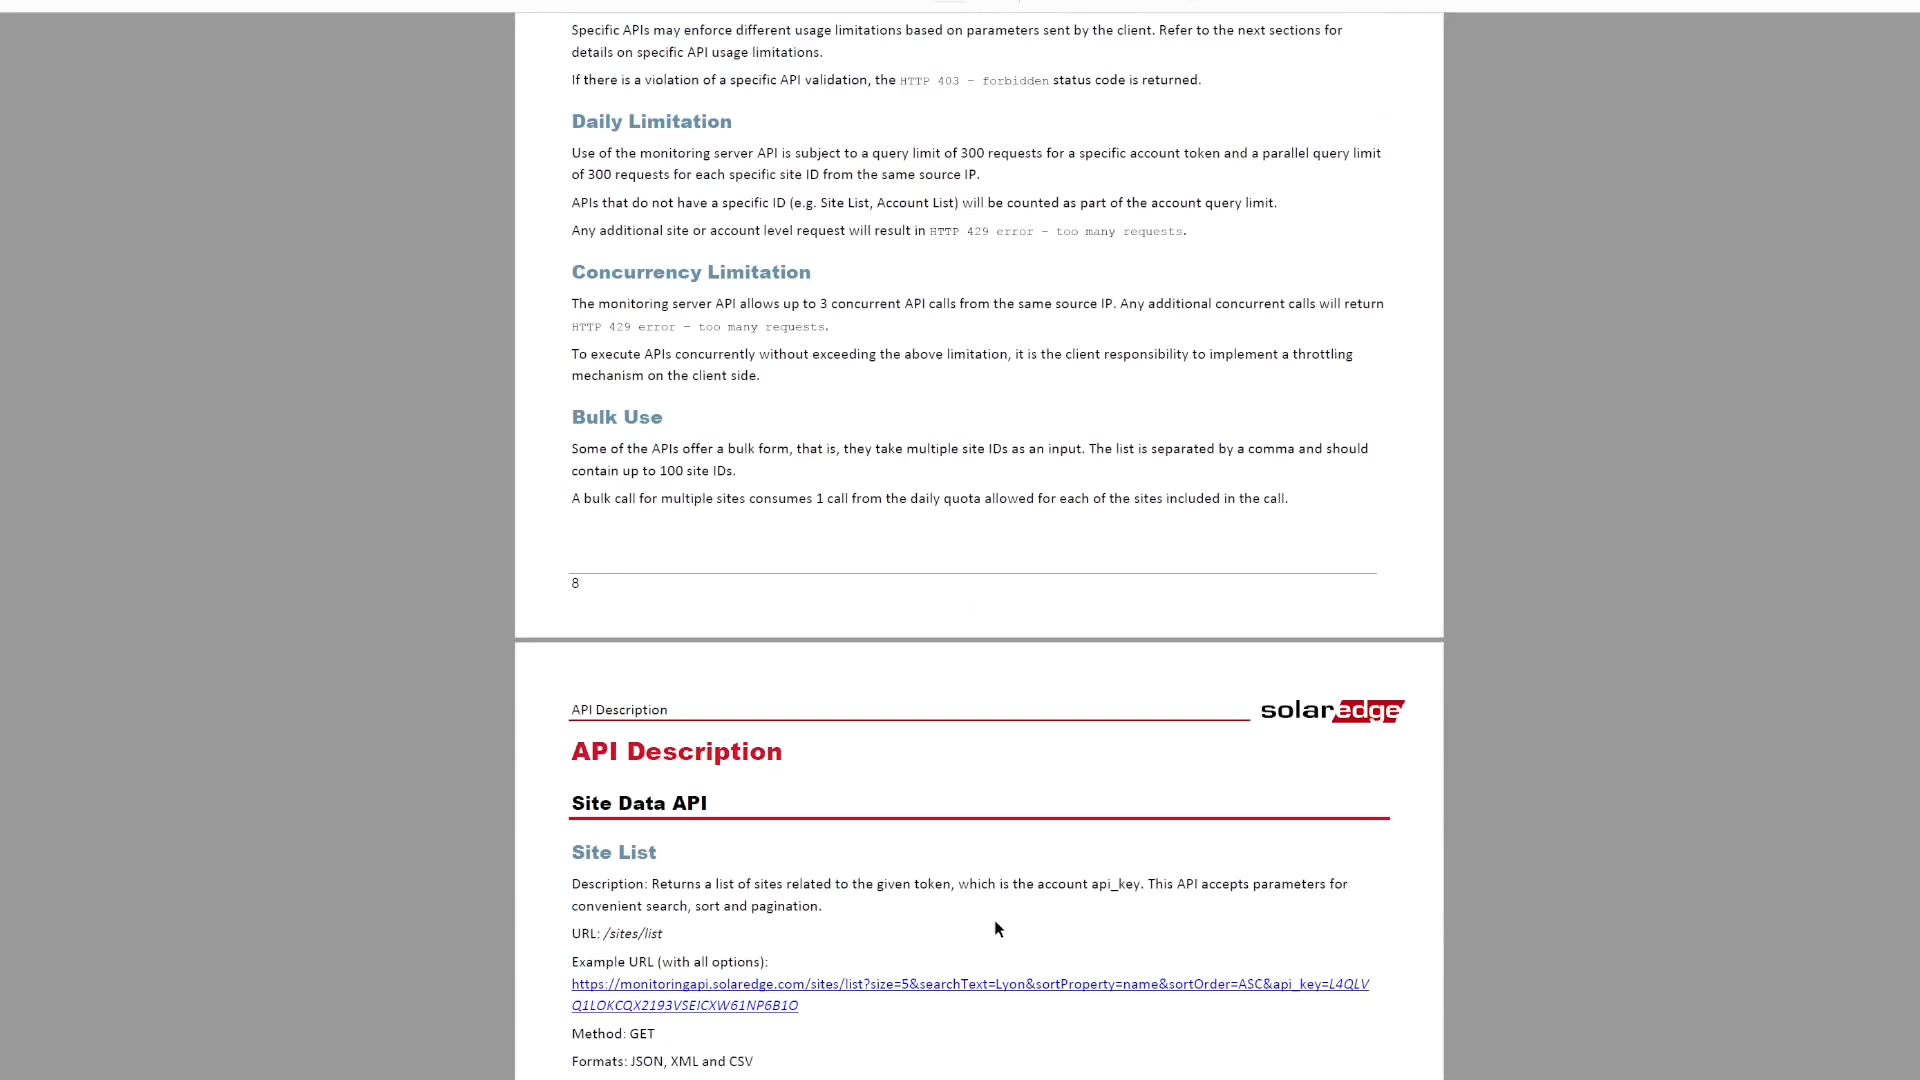 Specific APIs may enforce different usage limitations based on parameters sent by the client. Refer to the next sections for
details on specific API usage limitations.
If there is a violation of a specific API validation, the HTTP 403 – forbidden status code is returned.
Daily Limitation
Use of the monitoring server API is subject to a query limit of 300 requests for a specific account token and a parallel query limit
of 300 requests for each specific site ID from the same source IP.
APIs that do not have a specific ID (e.g. Site List, Account List) will be counted as part of the account query limit.
Any additional site or account level request will result in HTTP 429 error – too many requests.
Concurrency Limitation
The monitoring server API allows up to 3 concurrent API calls from the same source IP. Any additional concurrent calls will return
HTTP 429 error – too many requests.
To execute APIs concurrently without exceeding the above limitation, it is the client responsibility to implement a throttling
mechanism on the client side.
Bulk Use
Some of the APIs offer a bulk form, that is, they take multiple site IDs as an input. The list is separated by a comma and should
contain up to 100 site IDs.
A bulk call for multiple sites consumes 1 call from the daily quota allowed for each of the sites included in the call.
8
API Description
solaredge
API Description
Site Data API
Site List
Description: Returns a list of sites related to the given token, which is the account api_key. This API accepts parameters for
convenient search, sort and pagination.
URL: /sites/list
Example URL (with all options):
https://monitoringapi.solaredge.com/sites/list?size=5&searchText=Lyon&sortProperty=name&sortOrder=ASC&api_key=L4QLV
Q1LOKCQX2193VSEICXW61NP6B1O
Method: GET
Formats: JSON, XML and CSV